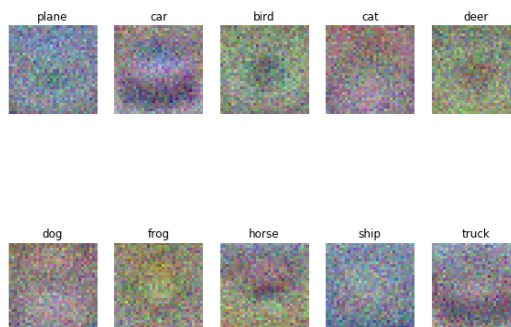 plane car bird cat deer
dog frog horse ship truck